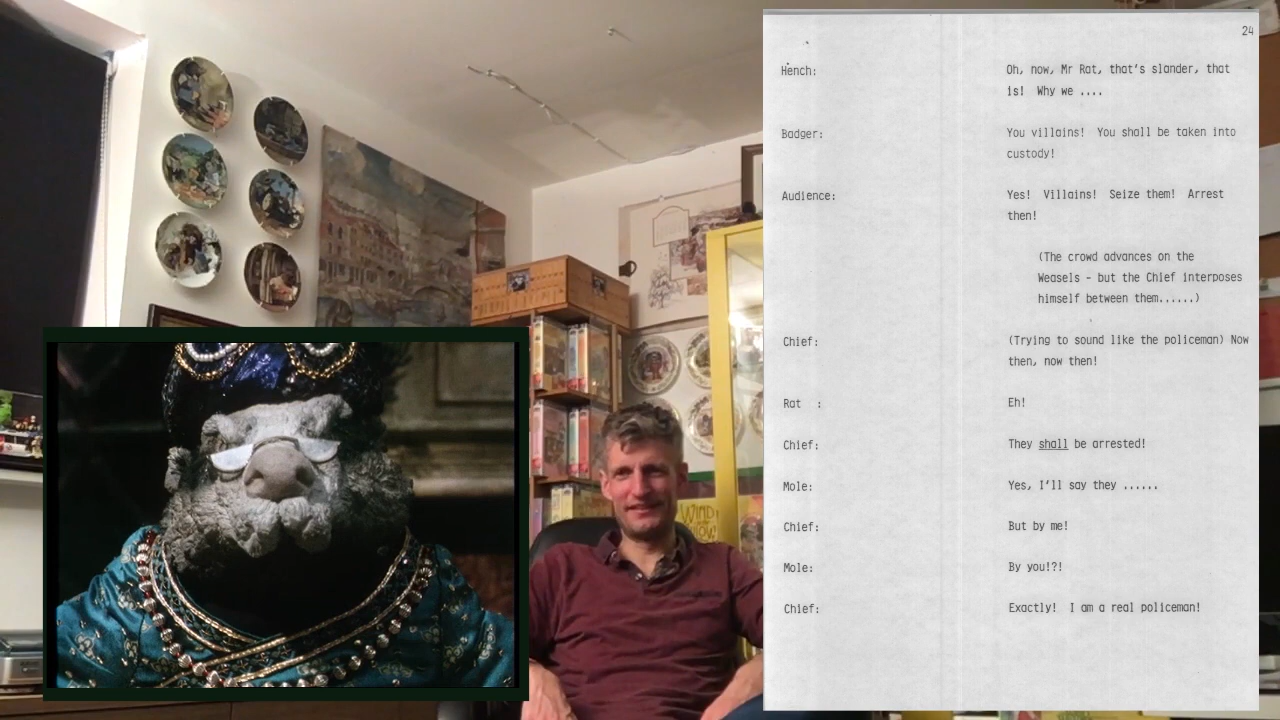 24
Hench: Oh, now, Mr Rat, that's slander, that
is! Why we ....
Badger: You villains! You shall be taken into
custody!
Audience: Yes! Villains! Seize them! Arrest
then!
(The crowd advances on the
Weasels - but the Chief interposes
himself between them......)
Chief: (Trying to sound like the policeman) Now
then, now then!
Rat : Eh!
Chief: They shall be arrested!
Mole: Yes, I'll say they ......
Chief: But by me!
Mole: By you!?!
Chief: Exactly! I am a real policeman!
WIND